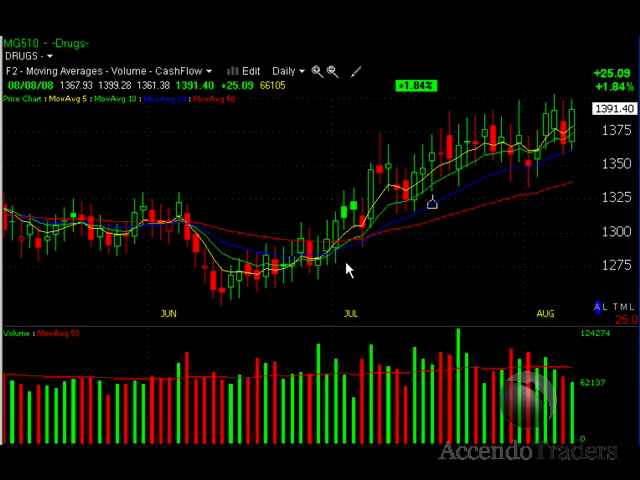 MG510 - -Drugs-
DRUGS -
F2 - Moving Averages - Volume - CashFlow Edit Daily
+25.09
08/08/08 1367.93 1399.28 1361.38 1391.40 +25.09 66105 +1.84% +1.84%
Price Chart : MovAvg 5 : MovAvg 10 : MovAvg 20 : MovAvg 50
1391.40
1375
1350
1325
1300
1275
A L T M L
JUN JUL AUG 25.0
Volume : MovAvg 50 124274
62137
-0
AccendoTraders